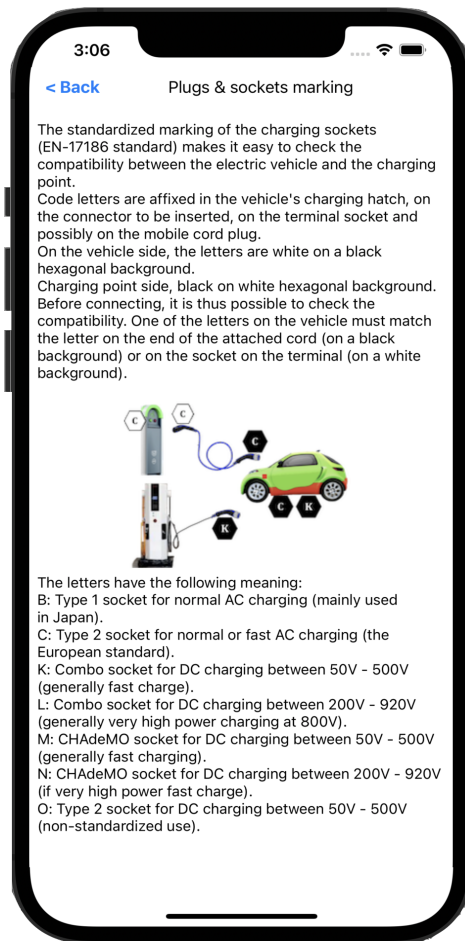 3:06
< Back Plugs & sockets marking
The standardized marking of the charging sockets
(EN-17186 standard) makes it easy to check the
compatibility between the electric vehicle and the charging
point.
Code letters are affixed in the vehicle's charging hatch, on
the connector to be inserted, on the terminal socket and
possibly on the mobile cord plug.
On the vehicle side, the letters are white on a black
hexagonal background.
Charging point side, black on white hexagonal background.
Before connecting, it is thus possible to check the
compatibility. One of the letters on the vehicle must match
the letter on the end of the attached cord (on a black
background) or on the socket on the terminal (on a white
background).
C C
C
C K
K
The letters have the following meaning:
B: Type 1 socket for normal AC charging (mainly used
in Japan).
C: Type 2 socket for normal or fast AC charging (the
European standard).
K: Combo socket for DC charging between 50V - 500V
(generally fast charge).
L: Combo socket for DC charging between 200V - 920V
(generally very high power charging at 800V).
M: CHAdeMO socket for DC charging between 50V - 500V
(generally fast charging).
N: CHAdeMO socket for DC charging between 200V - 920V
(if very high power fast charge).
O: Type 2 socket for DC charging between 50V - 500V
(non-standardized use).